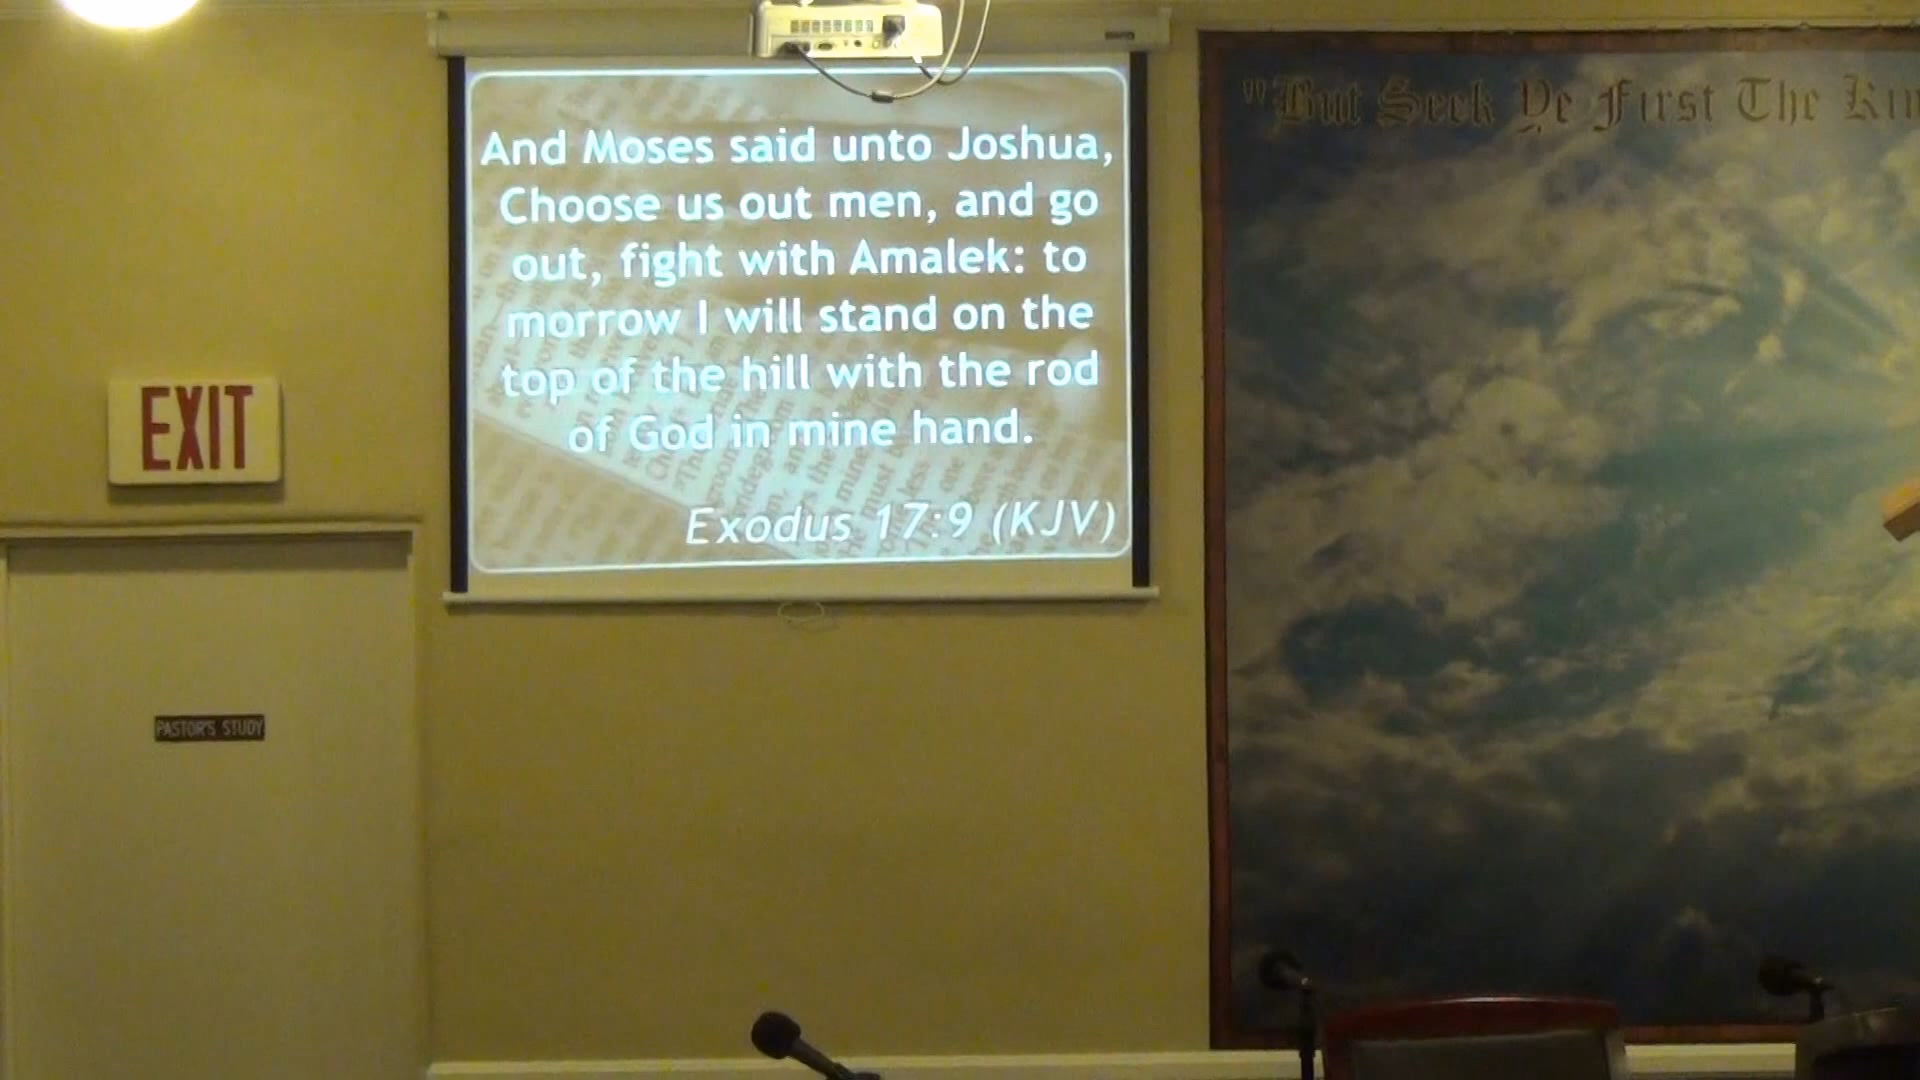 And Moses said unto Joshua,
Choose us out men, and go
out, fight with Amalek: to
morrow I will stand on the
top of the hill with the rod
of God in mine hand.
Exodus 17:9 (KJV)
"But Seek Ye First The Kin
EXIT
PASTOR'S STUDY